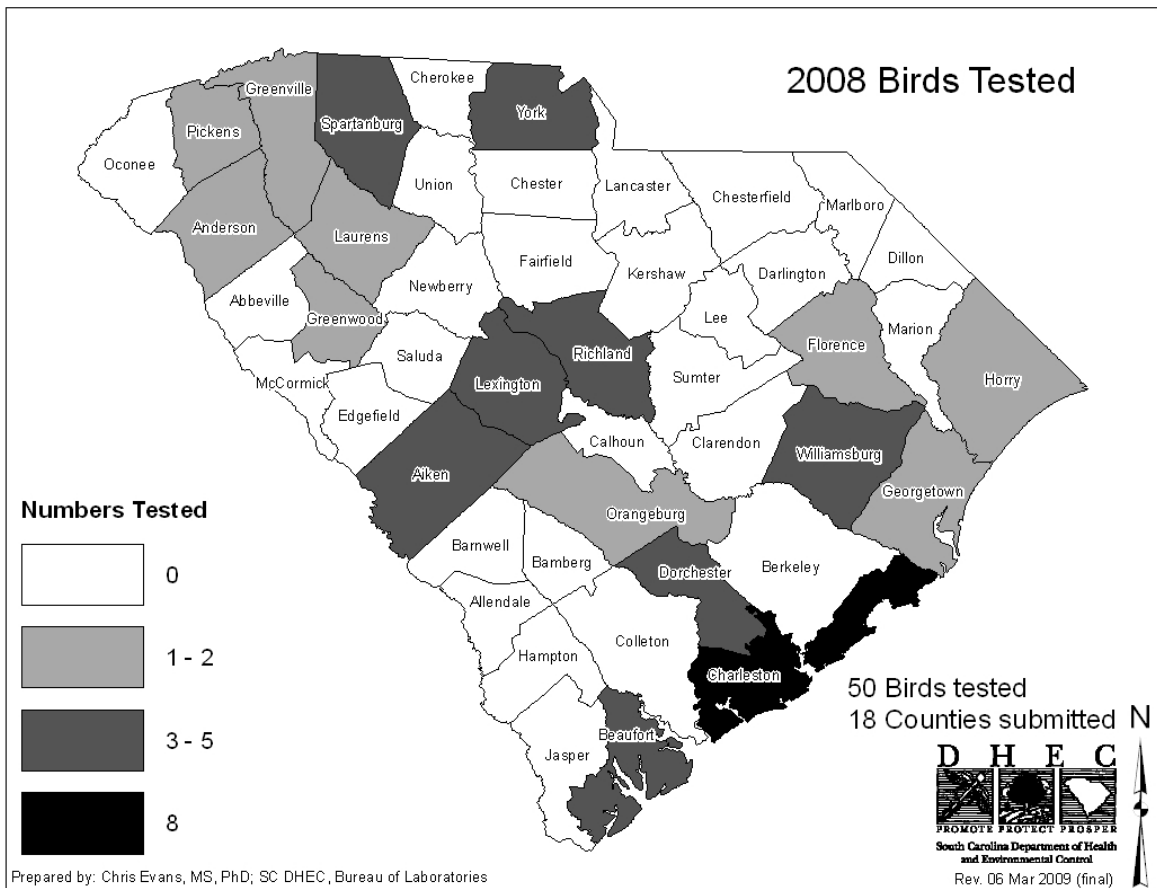 2008 Birds Tested
Cherokee
Greenville
York
Spartanburg
Pickens
Oconee
Union
Chester
Lancaster
Chesterfield
Marlboro
Anderson
Laurens
Dillon
Fairfield
Kershaw
Darlington
Newberry
Abbeville
Greenwood
Lee
Marion
Florence
Saluda
Richland
Horry
McCormick
Lexington
Sumter
Edgefield
Calhoun
Clarendon
Williamsburg
Aiken
Georgetown
Orangeburg
Barnwell
Bamberg
Dorchester
Berkeley
Allendale
Colleton
Hampton
Charleston
Beaufort
Jasper
Numbers Tested
0
1 - 2
3 - 5
8
50 Birds tested
18 Counties submitted
N
D H E C
PROMOTE PROTECT PROSPER
South Carolina Department of Health
and Environmental Control
Rev. 06 Mar 2009 (final)
Prepared by: Chris Evans, MS, PhD; SC DHEC, Bureau of Laboratories